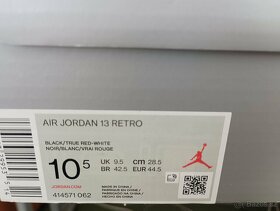 AIR JORDAN 13 RETRO
BLACK/TRUE RED-WHITE
NOIR/BLANC/VRAI ROUGE
10.5
UK 9.5 cm 28.5
BR 42.5 EUR 44.5
JORDAN.COM
414571 062
MADE IN CHINA